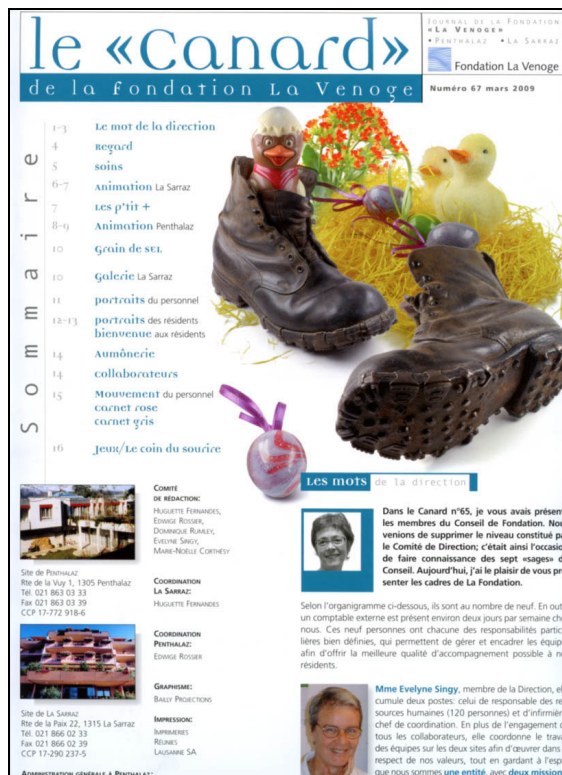 le «Canard»
de la Fondation La Venoge
JOURNAL DE LA FONDATION
«LA VENOGE»
• PENTHALAZ • LA SARRAZ
Fondation La Venoge
Numéro 67 mars 2009
Sommaire
1-3 Le mot de la direction
4 Regard
5 soins
6-7 Animation La Sarraz
7 Les p'tit +
8-9 Animation Penthalaz
10 Grain de SEL
10 Galerie La Sarraz
11 portraits du personnel
12-13 portraits des résidents
bienvenue aux résidents
14 Aumônerie
14 collaborateurs
15 Mouvement du personnel
carnet rose
carnet gris
16 Jeux/Le coin du sourire
Site de PENTHALAZ
Rte de la Vuy 1, 1305 Penthalaz
Tél. 021 863 03 33
Fax 021 863 03 39
CCP 17-772 918-6
Site de LA SARRAZ
Rte de la Paix 22, 1315 La Sarraz
Tél. 021 866 02 33
Fax 021 866 02 39
CCP 17-290 237-5
ADMINISTRATION GÉNÉRALE À PENTHALAZ:
COMITÉ
DE RÉDACTION:
HUGUETTE FERNANDES,
EDWIGE ROSSIER,
DOMINIQUE RUMLEY,
EVELYNE SINGY,
MARIE-NOËLLE CORTHÉSY
COORDINATION
LA SARRAZ:
HUGUETTE FERNANDES
COORDINATION
PENTHALAZ:
EDWIGE ROSSIER
GRAPHISME:
BAILLY PROJECTIONS
IMPRESSION:
IMPRIMERIES
RÉUNIES
LAUSANNE SA
Les mots de la direction
Dans le Canard n°65, je vous avais présen
les membres du Conseil de Fondation. Nou
venions de supprimer le niveau constitué pa
le Comité de Direction; c'était ainsi l'occasio
de faire connaissance des sept «sages» d
Conseil. Aujourd'hui, j'ai le plaisir de vous pr
senter les cadres de La Fondation.
Selon l'organigramme ci-dessous, ils sont au nombre de neuf. En out
un comptable externe est présent environ deux jours par semaine che
nous. Ces neuf personnes ont chacune des responsabilités partic
lières bien définies, qui permettent de gérer et encadrer les équip
afin d'offrir la meilleure qualité d'accompagnement possible à no
résidents.
Mme Evelyne Singy, membre de la Direction, el
cumule deux postes: celui de responsable des re
sources humaines (120 personnes) et d'infirmièr
chef de coordination. En plus de l'engagement d
tous les collaborateurs, elle coordonne le trava
des équipes sur les deux sites afin d'œuvrer dans
respect de nos valeurs, tout en gardant à l'esp
que nous sommes une entité, avec deux mission